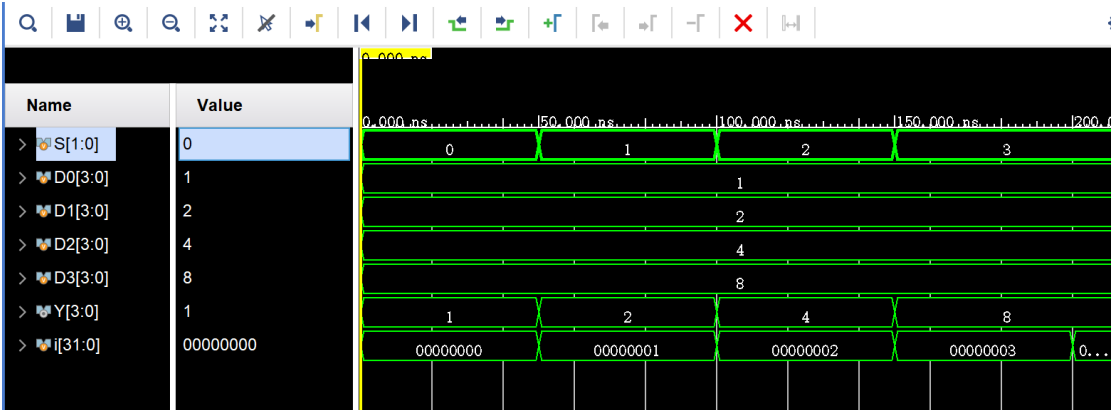 0.000 ns
Name Value
0.000 ns 50.000 ns 100.000 ns 150.000 ns 200.
S[1:0] 0 0 1 2 3
D0[3:0] 1 1
D1[3:0] 2 2
D2[3:0] 4 4
D3[3:0] 8 8
Y[3:0] 1 1 2 4 8
i[31:0] 00000000 00000000 00000001 00000002 00000003 0...